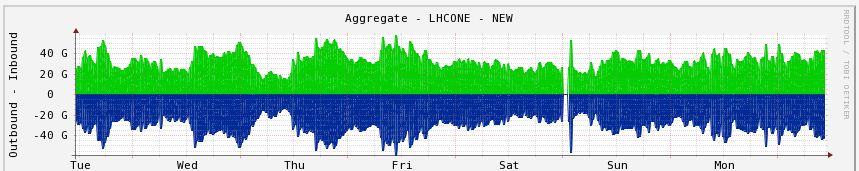 Aggregate - LHCONE - NEW
Outbound - Inbound
40 G
20 G
0
-20 G
-40 G
Tue Wed Thu Fri Sat Sun Mon
RRDTOOL / TOBI OETIKER